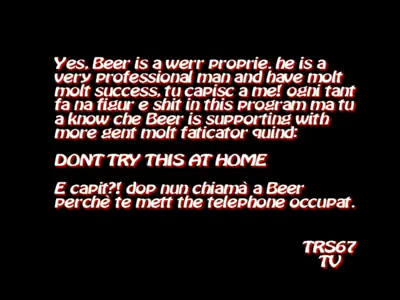 Yes, Beer is a werr proprie. he is a
very professional man and have molt
molt success, tu capisc a me! ogni tant
fa na figur e shit in this program ma tu
a know che Beer is supporting with
more gent molt faticator quind:
DONT TRY THIS AT HOME
E capit?! dop nun chiamà a Beer
perchè te mett the telephone occupat.
TRS67
TV